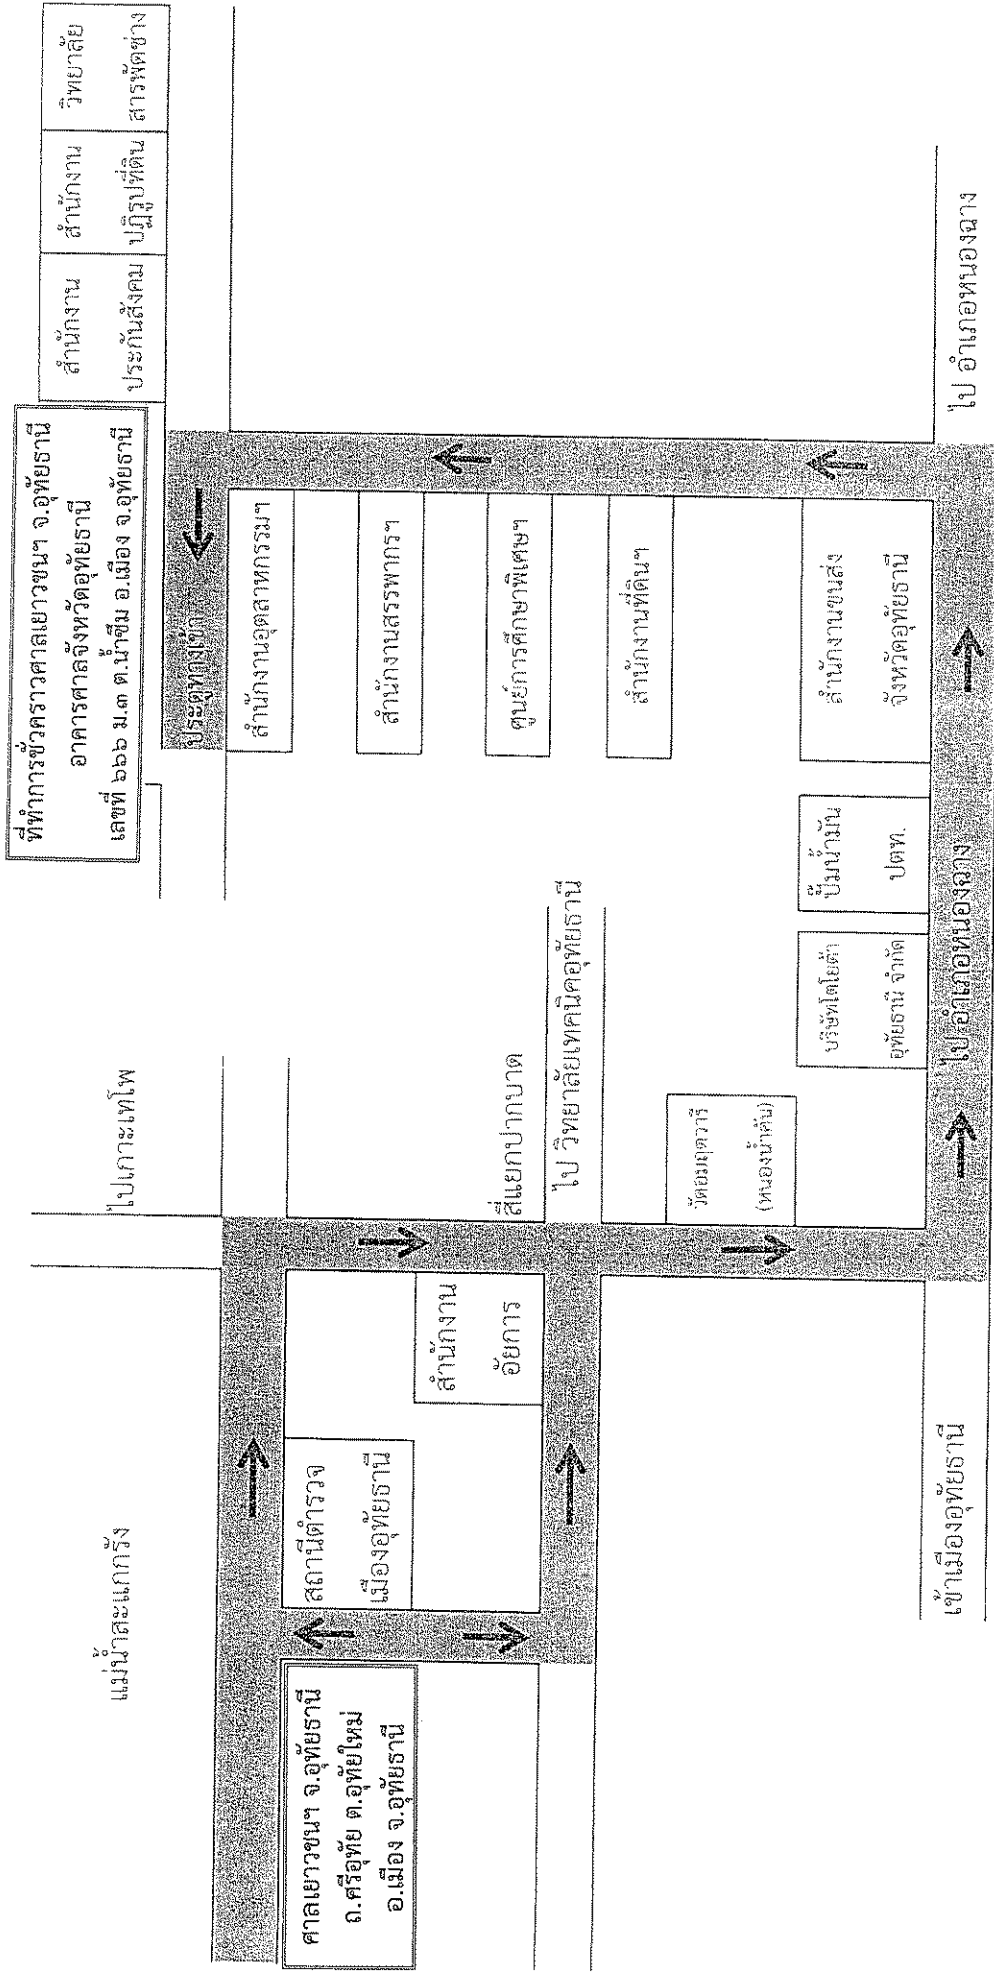 ที่ทำการชั่วคราวศาลเยาวชนฯ จ.อุทัยธานี
อาคารศาลจังหวัดอุทัยธานี
เลขที่ ๖๖๖ ม.๓ ต.น้ำซึม อ.เมือง จ.อุทัยธานี
สำนักงาน
ประกันสังคม
สำนักงาน
ปฏิรูปที่ดิน
วิทยาลัย
สารพัดช่าง
ประตูทางเข้า
สำนักงานอุตสาหกรรมฯ
สำนักงานสรรพากรฯ
ศูนย์การศึกษาพิเศษฯ
สำนักงานที่ดินฯ
สำนักงานขนส่ง
จังหวัดอุทัยธานี
ปั๊มน้ำมัน
ปตท.
บริษัทโตโยต้า
อุทัยธานี จำกัด
แม่น้ำสะแกกรัง
ไปเกาะเทโพ
สี่แยกปากบาด
ไป วิทยาลัยเทคนิคอุทัยธานี
วัดอมฤตวารี
(หนองน้ำคัน)
สถานีตำรวจ
เมืองอุทัยธานี
สำนักงาน
อัยการ
ศาลเยาวชนฯ จ.อุทัยธานี
ถ.ศรีอุทัย ต.อุทัยใหม่
อ.เมือง จ.อุทัยธานี
เข้าเมืองอุทัยธานี
ไป อำเภอหนองฉาง
ไป อำเภอหนองฉาง